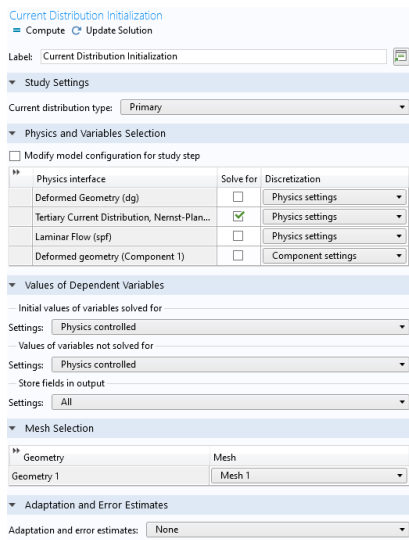 Current Distribution Initialization
= Compute Update Solution
Label: Current Distribution Initialization
Study Settings
Current distribution type: Primary
Physics and Variables Selection
Modify model configuration for study step
Physics interface Solve for Discretization
Deformed Geometry (dg) Physics settings
Tertiary Current Distribution, Nernst-Plan... Physics settings
Laminar Flow (spf) Physics settings
Deformed geometry (Component 1) Component settings
Values of Dependent Variables
Initial values of variables solved for
Settings: Physics controlled
Values of variables not solved for
Settings: Physics controlled
Store fields in output
Settings: All
Mesh Selection
Geometry Mesh
Geometry 1 Mesh 1
Adaptation and Error Estimates
Adaptation and error estimates: None